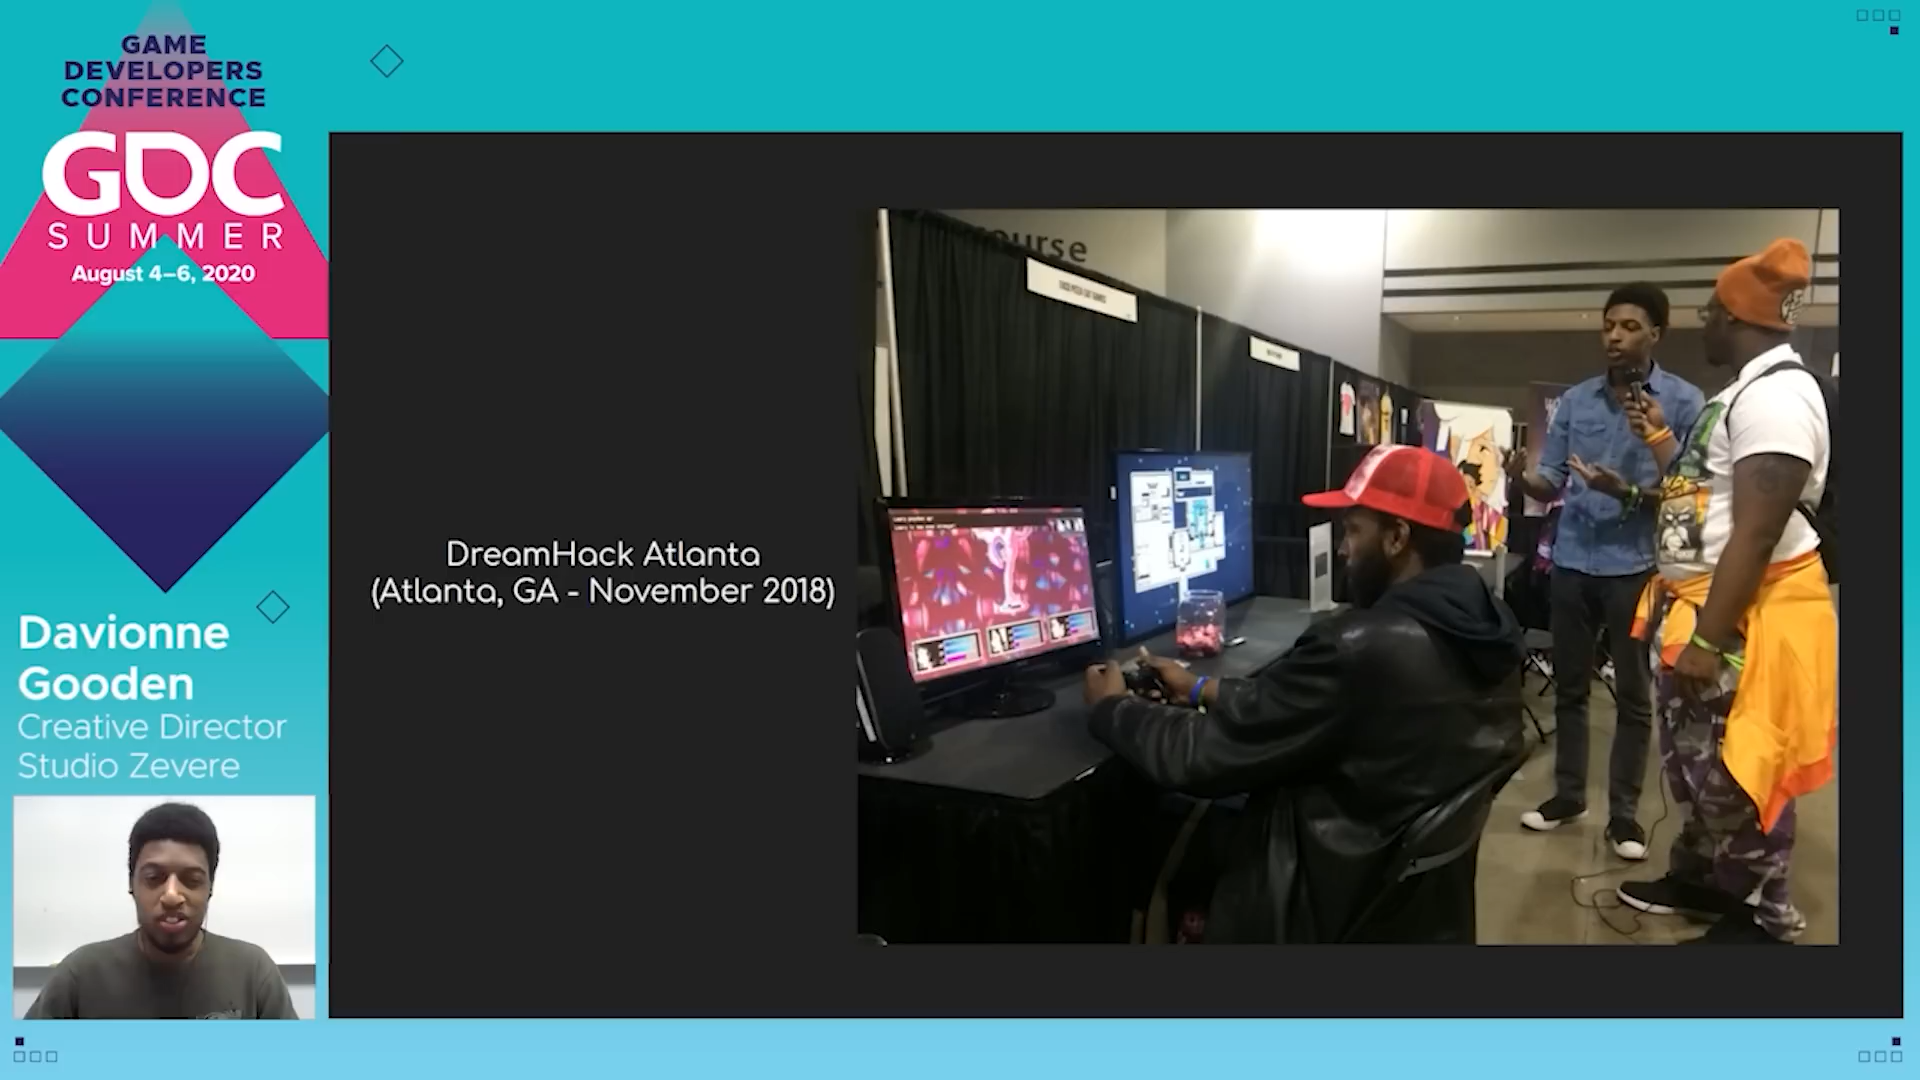 GAME
DEVELOPERS
CONFERENCE
GDC
SUMMER
August 4–6, 2020
Davionne
Gooden
Creative Director
Studio Zevere
DreamHack Atlanta
(Atlanta, GA - November 2018)
ourse